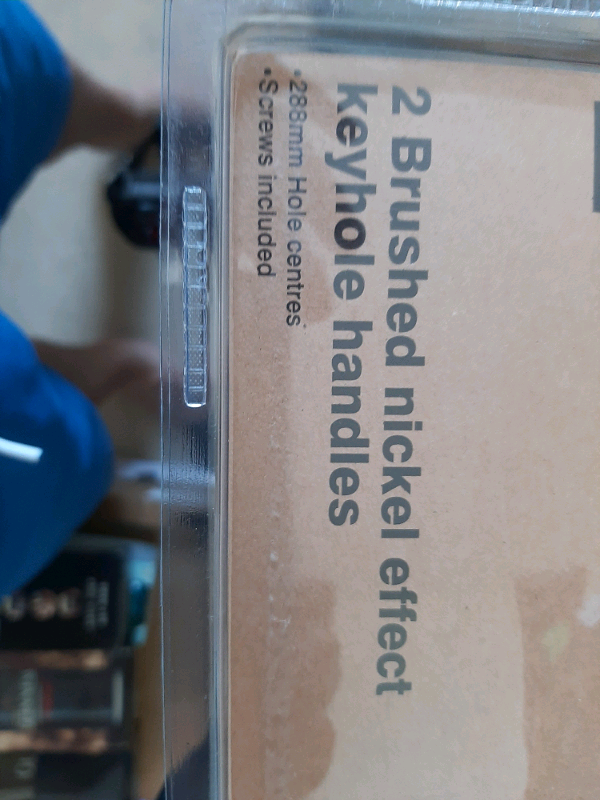 2 Brushed nickel effect
keyhole handles
•288mm Hole centres
•Screws included